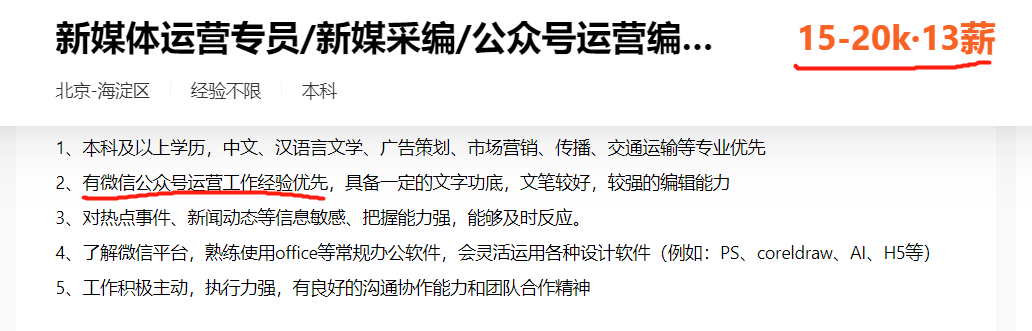 新媒体运营专员/新媒采编/公众号运营编... 15-20k·13薪
北京-海淀区 经验不限 本科
1、本科及以上学历，中文、汉语言文学、广告策划、市场营销、传播、交通运输等专业优先
2、有微信公众号运营工作经验优先，具备一定的文字功底，文笔较好，较强的编辑能力
3、对热点事件、新闻动态等信息敏感、把握能力强，能够及时反应。
4、了解微信平台，熟练使用office等常规办公软件，会灵活运用各种设计软件（例如：PS、coreldraw、AI、H5等）
5、工作积极主动，执行力强，有良好的沟通协作能力和团队合作精神